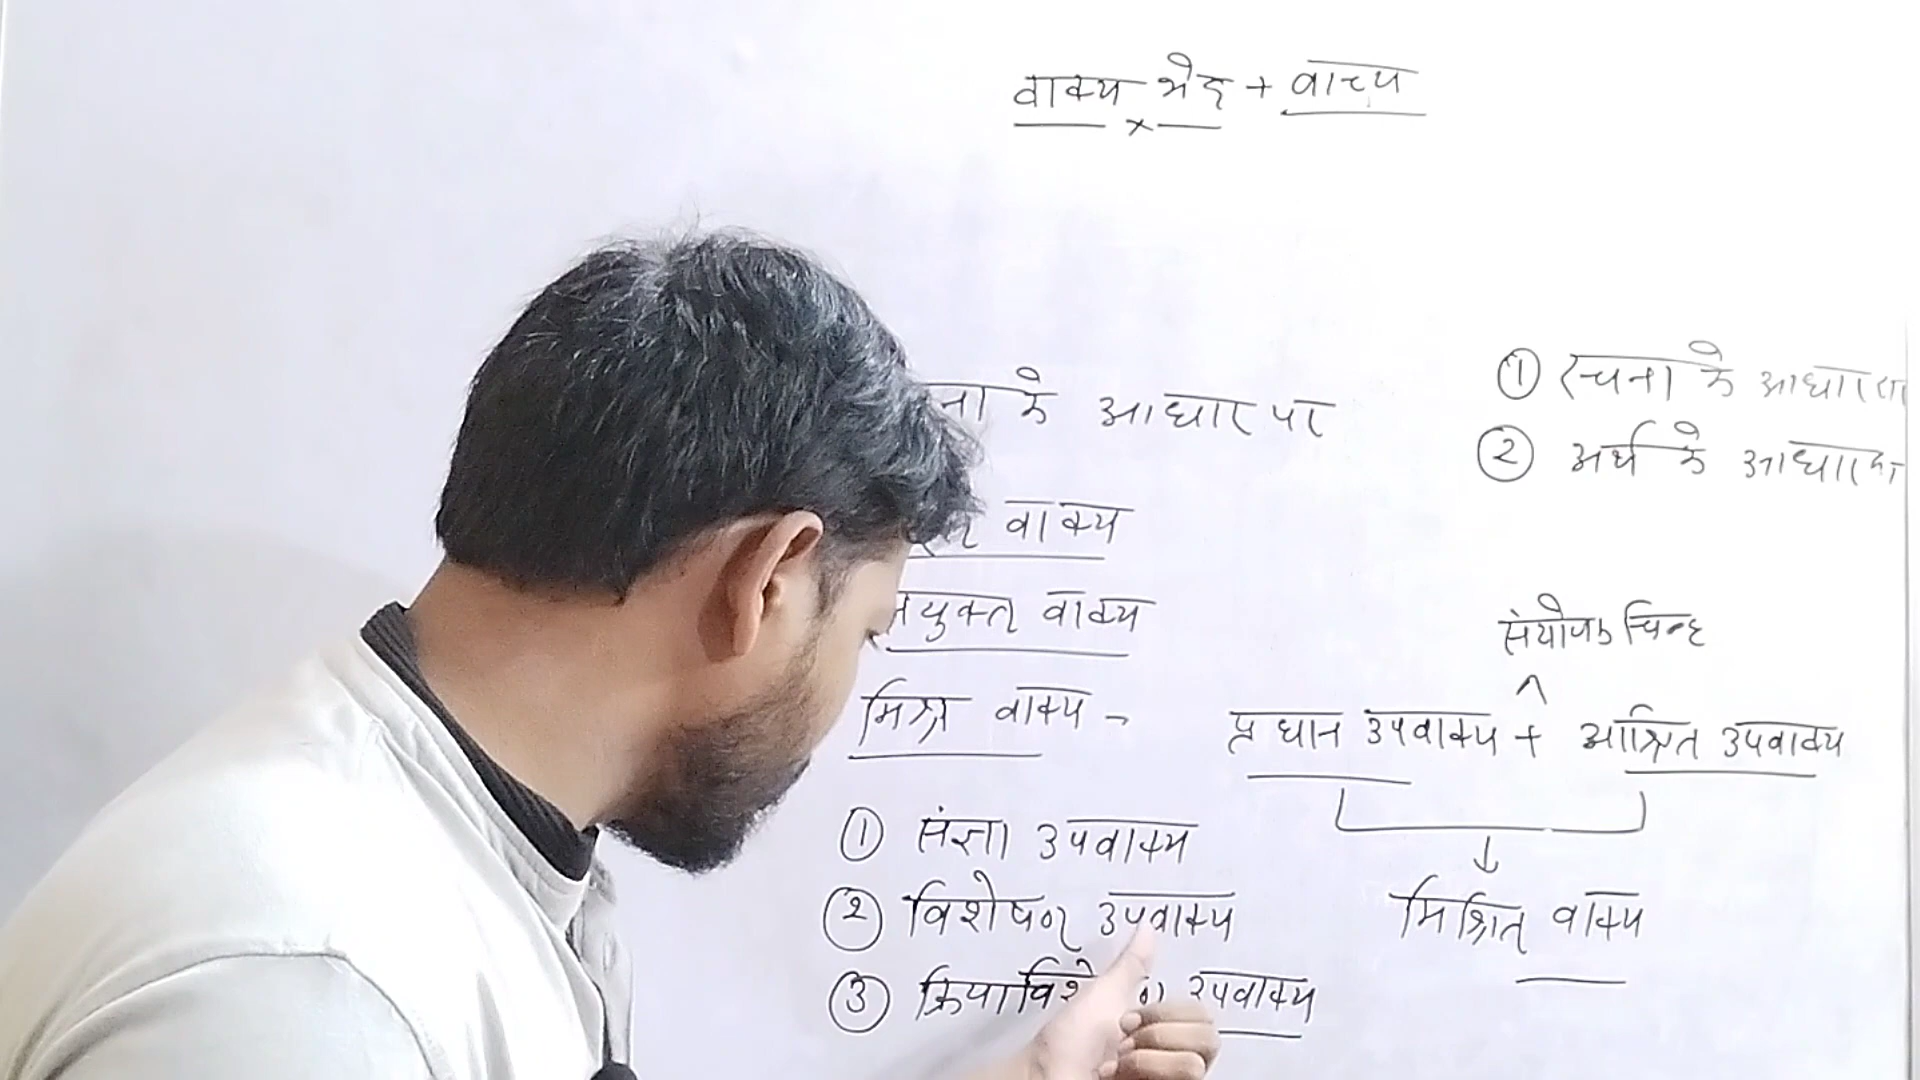 वाक्य भेद + वाच्य
① रचना के आधार पर
② अर्थ के आधार
ना के आधार पर
वाक्य
युक्त वाक्य
संयोजक चिन्ह
^
मिश्र वाक्य - प्रधान उपवाक्य + आश्रित उपवाक्य
↓
मिश्रित वाक्य
① संज्ञा उपवाक्य
② विशेषण उपवाक्य
③ क्रियाविशे उपवाक्य